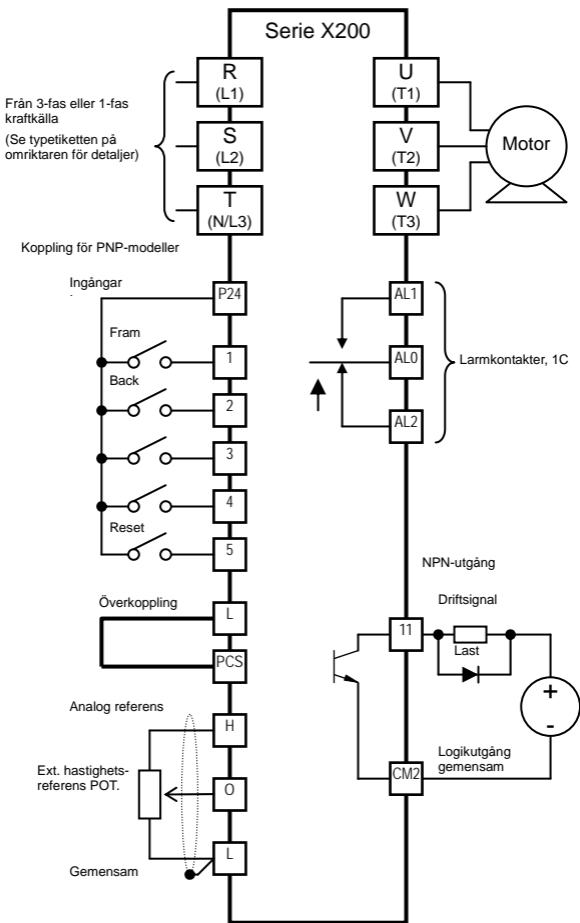 Serie X200
R
(L1)
U
(T1)
Från 3-fas eller 1-fas
kraftkälla
(Se typetiketten på
omriktaren för detaljer)
S
(L2)
V
(T2)
Motor
T
(N/L3)
W
(T3)
Koppling för PNP-modeller
Ingångar
P24
AL1
Fram
1
AL0
Larmkontakter, 1C
Back
2
AL2
3
4
Reset
5
NPN-utgång
Överkoppling
L
Driftsignal
11
Last
PCS
+
-
Analog referens
H
Logikutgång
gemensam
Ext. hastighets-
referens POT.
O
CM2
L
Gemensam